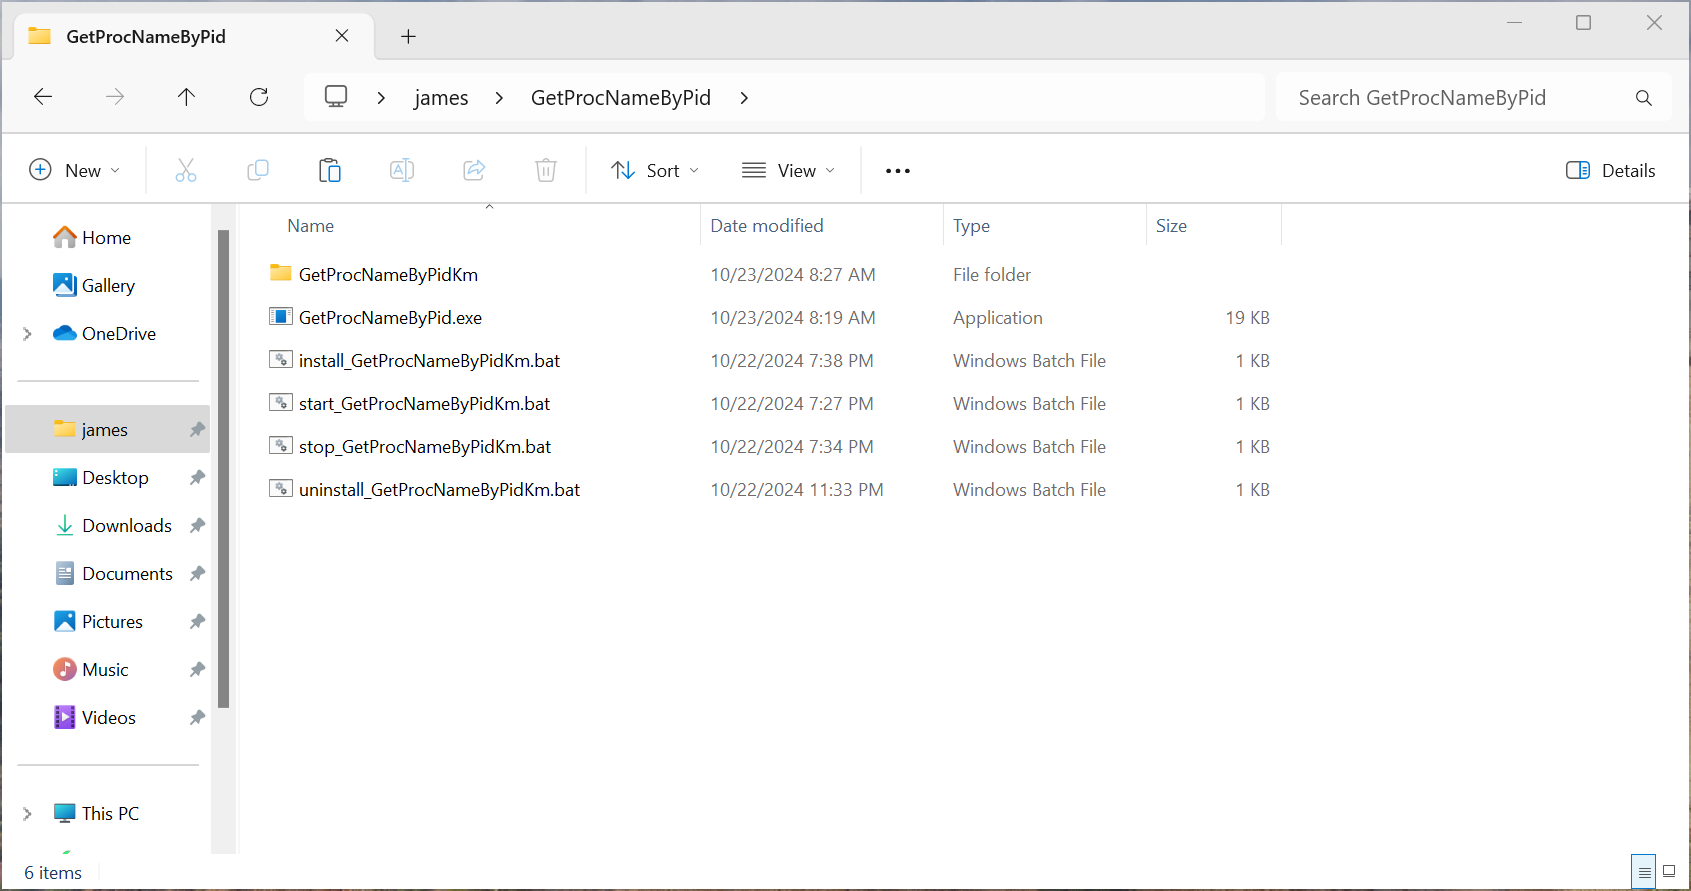 GetProcNameByPid
james GetProcNameByPid
Search GetProcNameByPid
New
Sort
View
Details
Home
Gallery
OneDrive
james
Desktop
Downloads
Documents
Pictures
Music
Videos
This PC
Name Date modified Type Size
GetProcNameByPidKm 10/23/2024 8:27 AM File folder
GetProcNameByPid.exe 10/23/2024 8:19 AM Application 19 KB
install_GetProcNameByPidKm.bat 10/22/2024 7:38 PM Windows Batch File 1 KB
start_GetProcNameByPidKm.bat 10/22/2024 7:27 PM Windows Batch File 1 KB
stop_GetProcNameByPidKm.bat 10/22/2024 7:34 PM Windows Batch File 1 KB
uninstall_GetProcNameByPidKm.bat 10/22/2024 11:33 PM Windows Batch File 1 KB
6 items